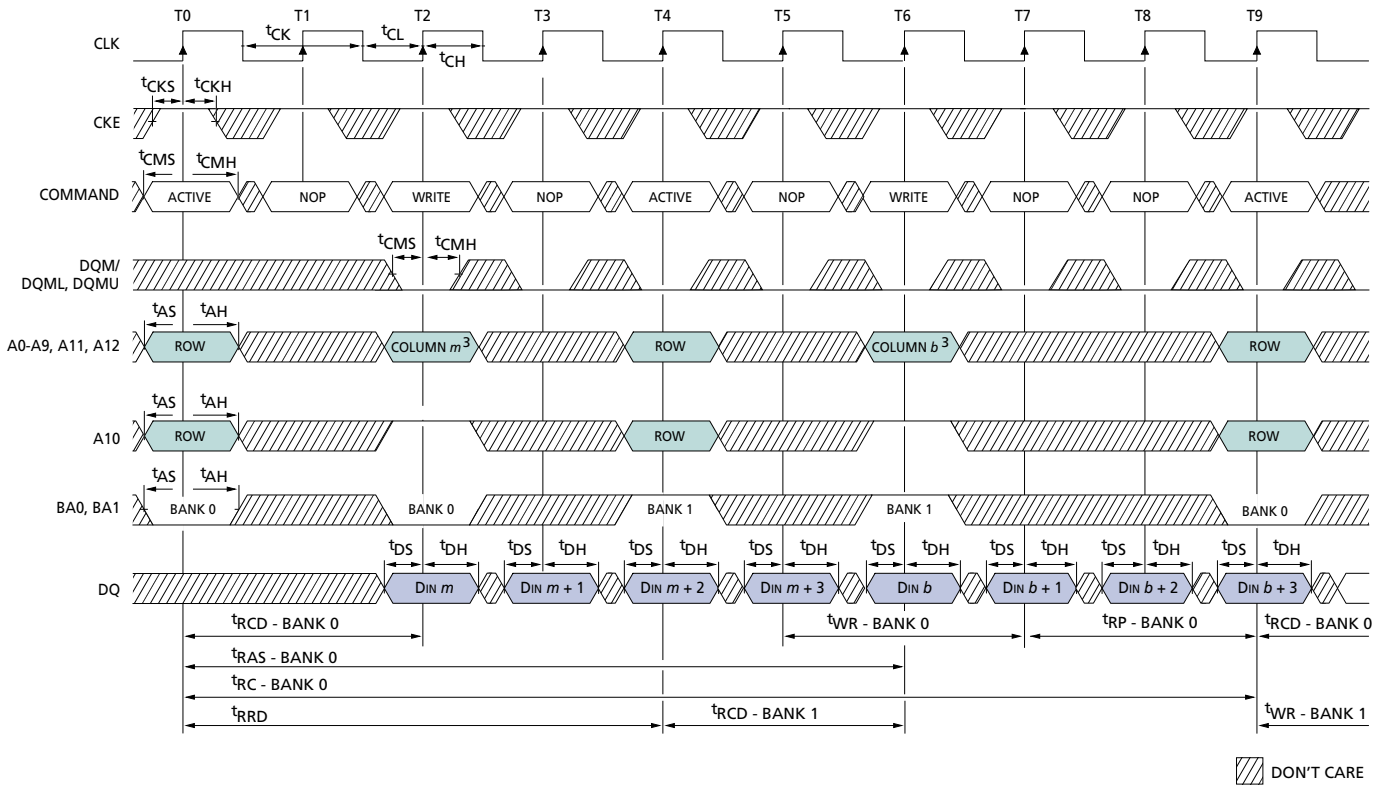 T0 T1 T2 T3 T4 T5 T6 T7 T8 T9
CLK tCK tCL tCH
tCKS tCKH
CKE
tCMS tCMH
COMMAND ACTIVE NOP WRITE NOP ACTIVE NOP WRITE NOP NOP ACTIVE
tCMS tCMH
DQM/
DQML, DQMU
tAS tAH
A0-A9, A11, A12 ROW COLUMN m3 ROW COLUMN b3 ROW
tAS tAH
A10 ROW ROW ROW
tAS tAH
BA0, BA1 BANK 0 BANK 0 BANK 1 BANK 1 BANK 0
tDS tDH tDS tDH tDS tDH tDS tDH tDS tDH tDS tDH tDS tDH tDS tDH
DQ DIN m DIN m + 1 DIN m + 2 DIN m + 3 DIN b DIN b + 1 DIN b + 2 DIN b + 3
tRCD - BANK 0 tWR - BANK 0 tRP - BANK 0 tRCD - BANK 0
tRAS - BANK 0
tRC - BANK 0
tRRD tRCD - BANK 1 tWR - BANK 1
DON'T CARE